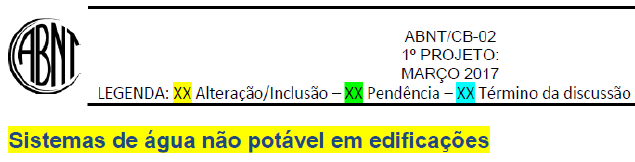 ABNT
ABNT/CB-02
1º PROJETO:
MARÇO 2017
LEGENDA: XX Alteração/Inclusão – XX Pendência – XX Término da discussão
Sistemas de água não potável em edificações